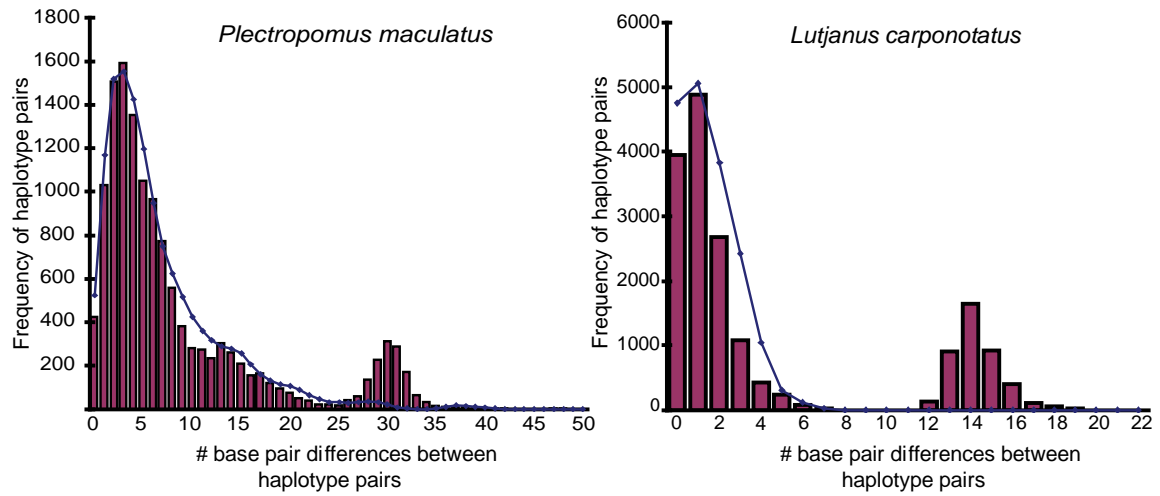 Plectropomus maculatus
Frequency of haplotype pairs
1800
1600
1400
1200
1000
800
600
400
200
0 5 10 15 20 25 30 35 40 45 50
# base pair differences between
haplotype pairs
Lutjanus carponotatus
Frequency of haplotype pairs
6000
5000
4000
3000
2000
1000
0
0 2 4 6 8 10 12 14 16 18 20 22
# base pair differences between
haplotype pairs